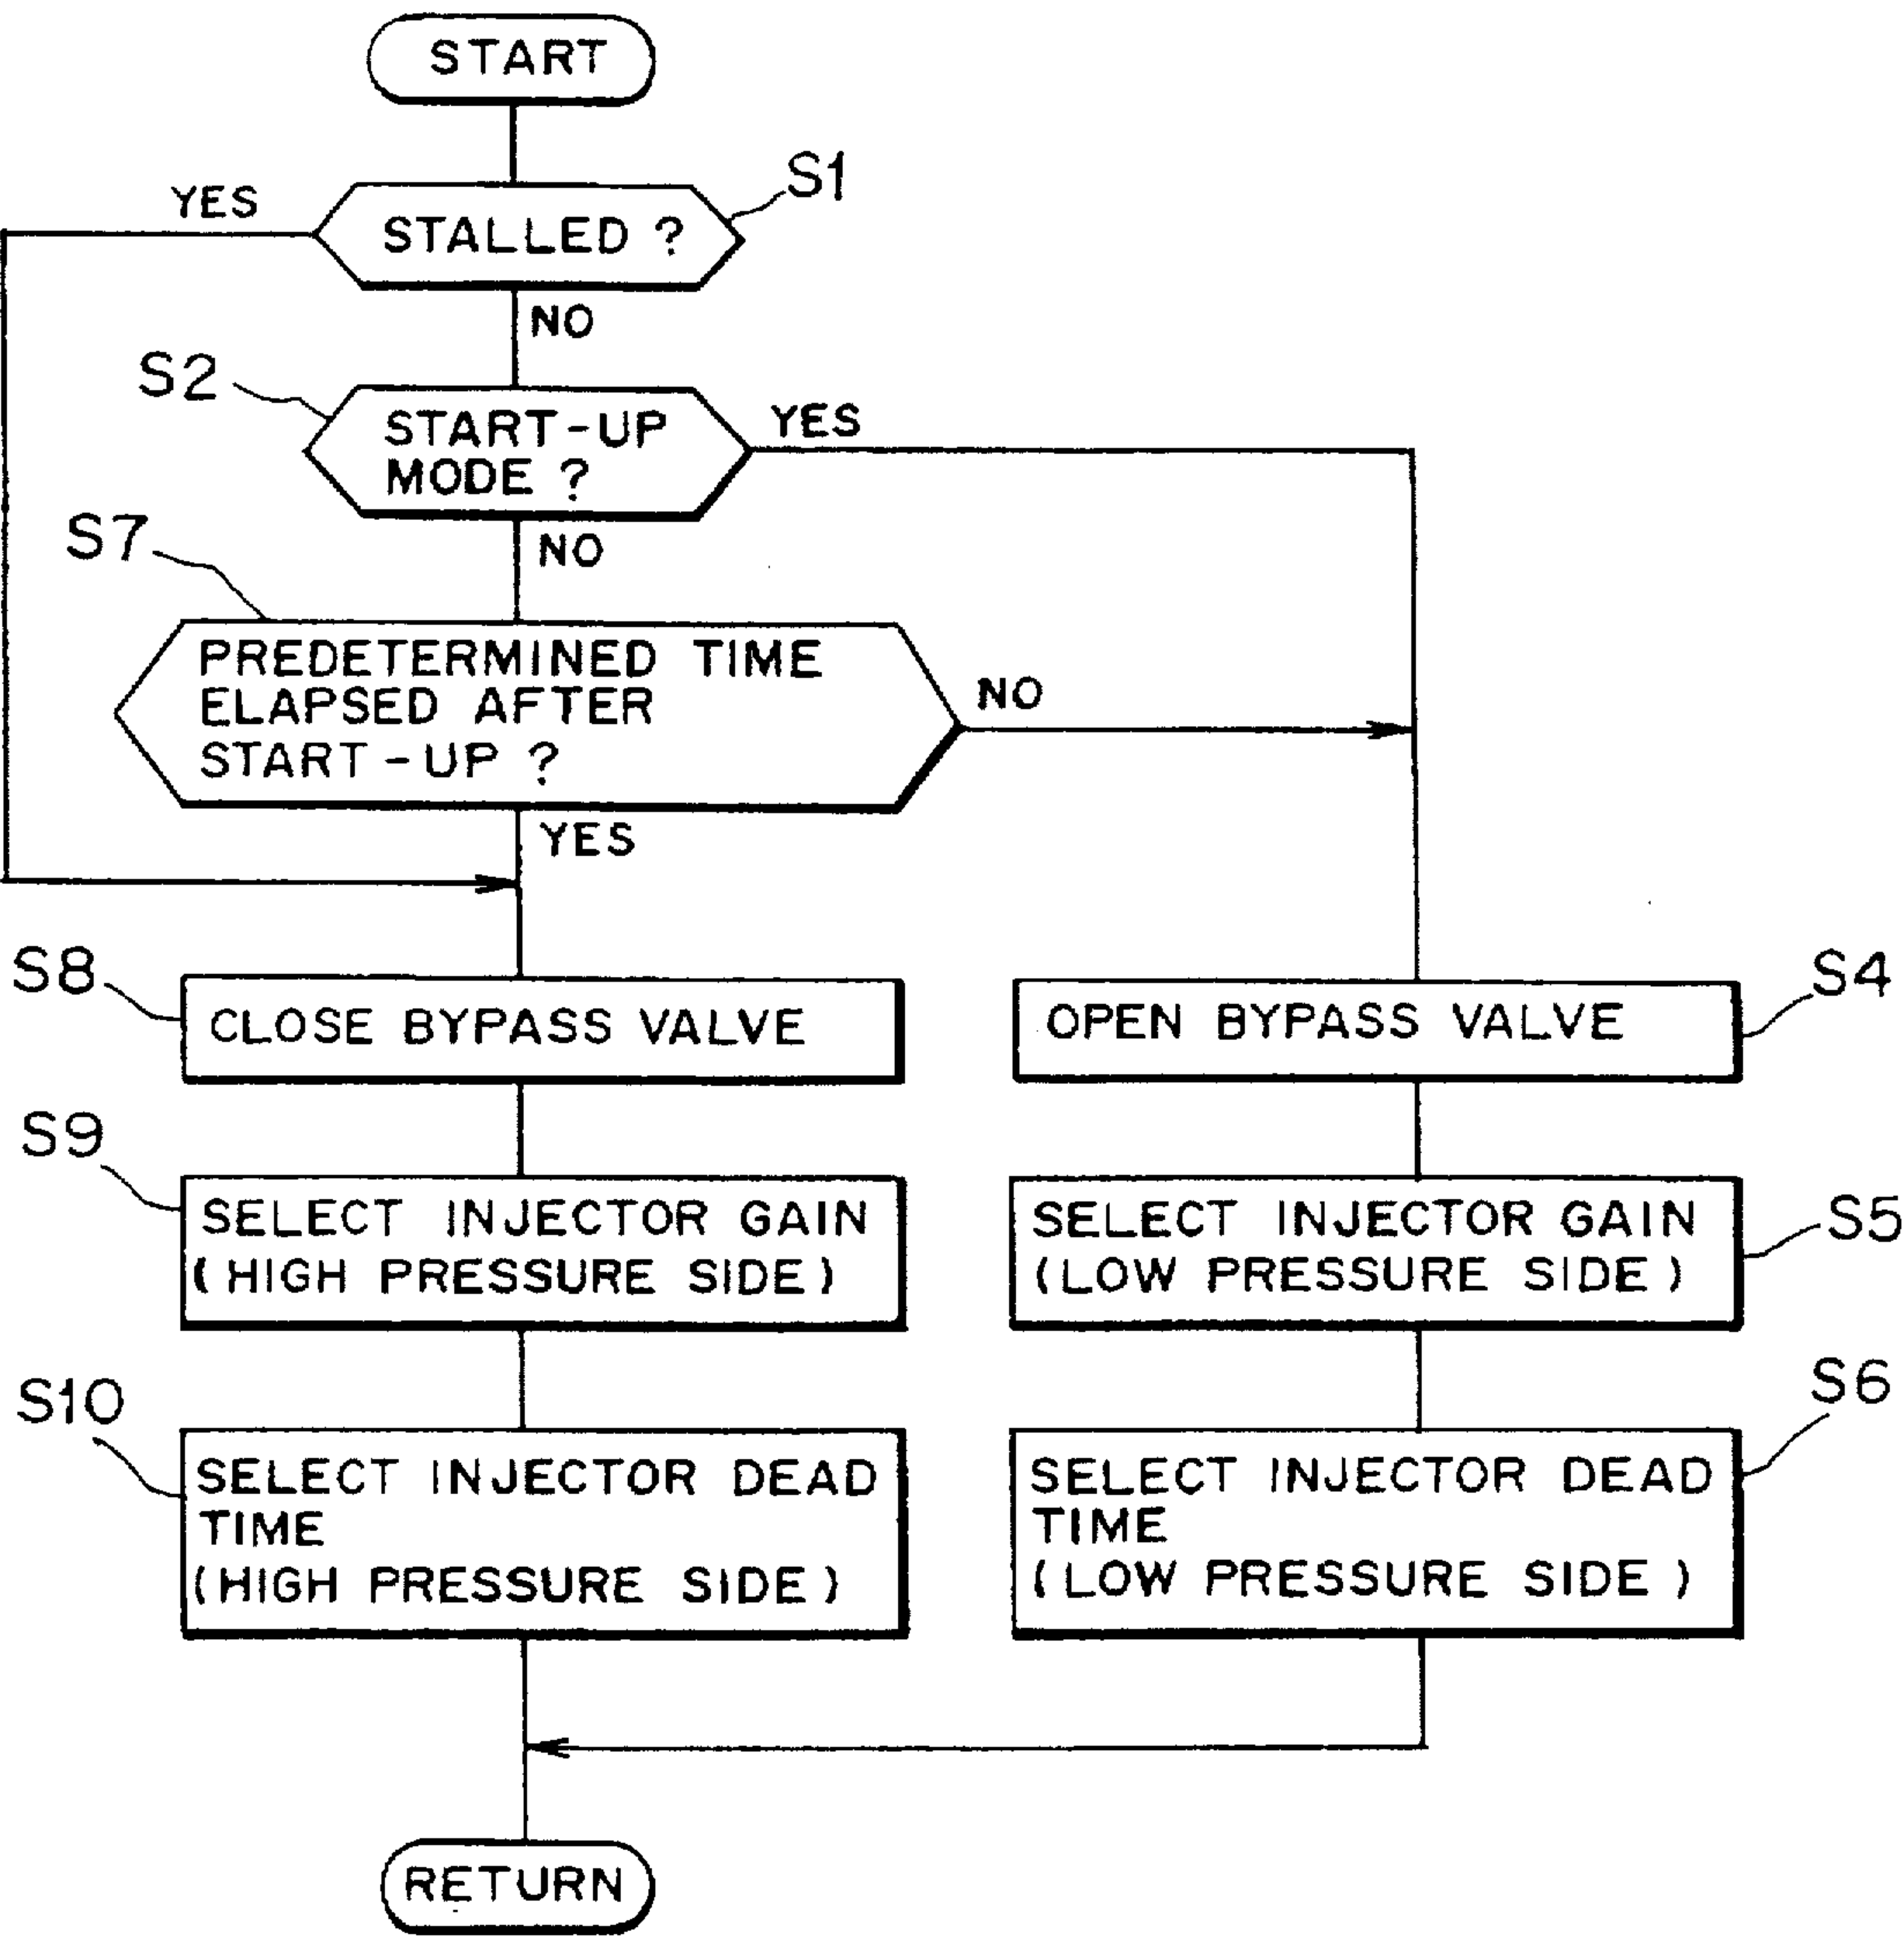 START
S1
YES
STALLED ?
NO
S2
START-UP
MODE ?
YES
NO
S7
PREDETERMINED TIME
ELAPSED AFTER
START-UP ?
NO
YES
S8
CLOSE BYPASS VALVE
S4
OPEN BYPASS VALVE
S9
SELECT INJECTOR GAIN
(HIGH PRESSURE SIDE)
S5
SELECT INJECTOR GAIN
(LOW PRESSURE SIDE)
S10
SELECT INJECTOR DEAD
TIME
(HIGH PRESSURE SIDE)
S6
SELECT INJECTOR DEAD
TIME
(LOW PRESSURE SIDE)
RETURN